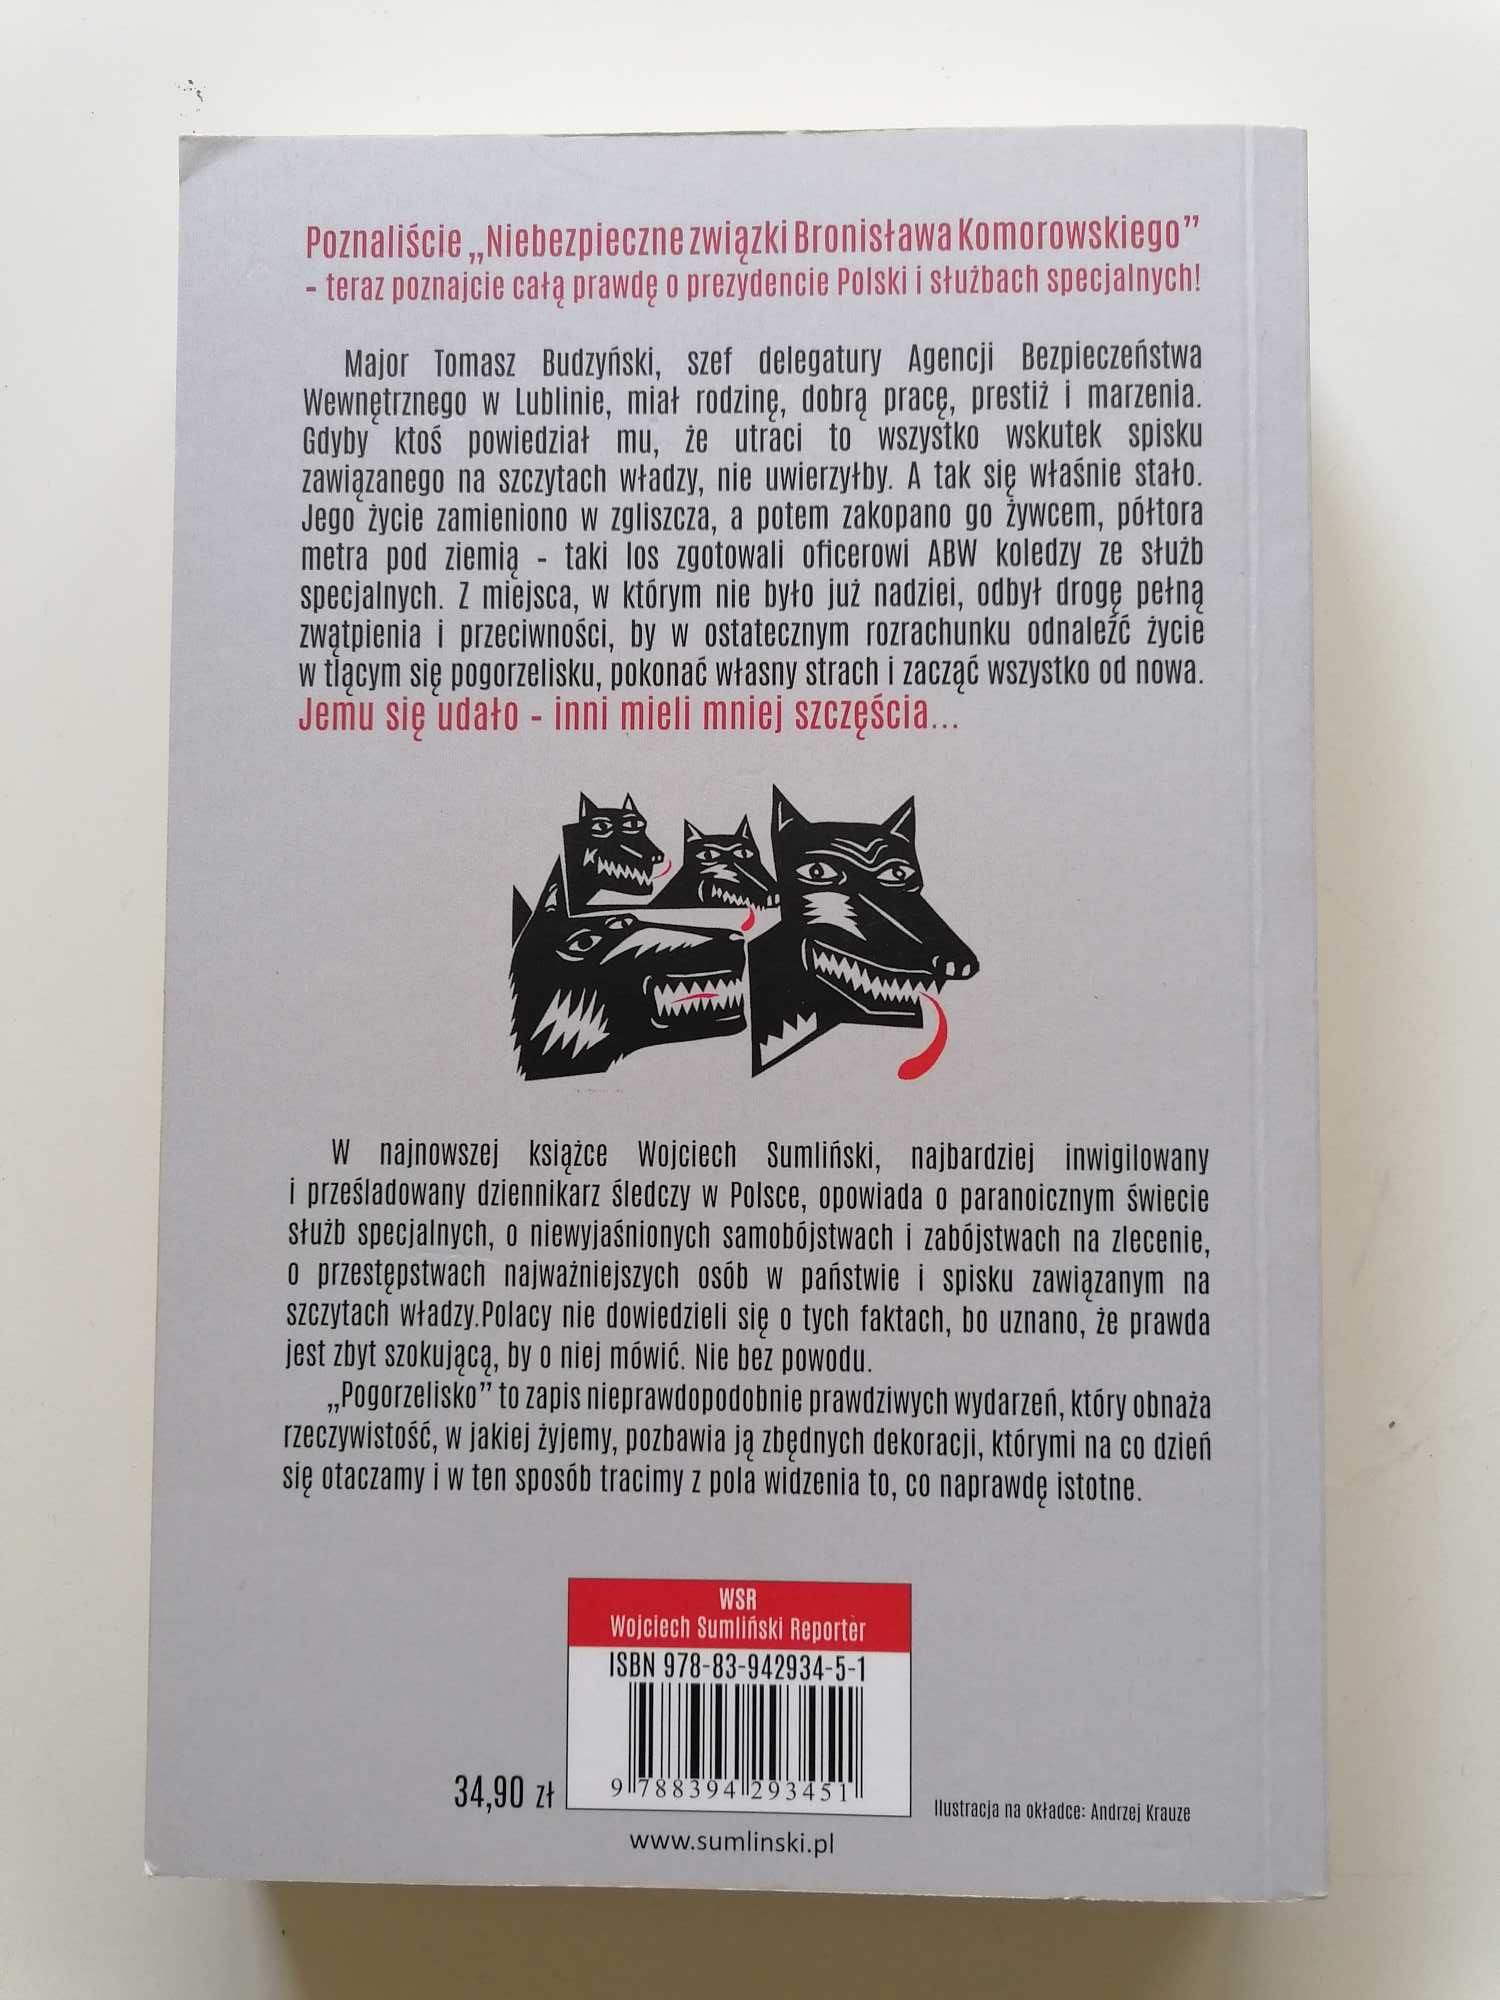 Poznaliście „Niebezpieczne związki Bronisława Komorowskiego”
– teraz poznajcie całą prawdę o prezydencie Polski i służbach specjalnych!
Major Tomasz Budzyński, szef delegatury Agencji Bezpieczeństwa
Wewnętrznego w Lublinie, miał rodzinę, dobrą pracę, prestiż i marzenia.
Gdyby ktoś powiedział mu, że utraci to wszystko wskutek spisku
zawiązanego na szczytach władzy, nie uwierzyłby. A tak się właśnie stało.
Jego życie zamieniono w zgliszcza, a potem zakopano go żywcem, półtora
metra pod ziemią – taki los zgotowali oficerowi ABW koledzy ze służb
specjalnych. Z miejsca, w którym nie było już nadziei, odbył drogę pełną
zwątpienia i przeciwności, by w ostatecznym rozrachunku odnaleźć życie
w tlącym się pogorzelisku, pokonać własny strach i zacząć wszystko od nowa.
Jemu się udało – inni mieli mniej szczęścia...
W najnowszej książce Wojciech Sumliński, najbardziej inwigilowany
i prześladowany dziennikarz śledczy w Polsce, opowiada o paranoicznym świecie
służb specjalnych, o niewyjaśnionych samobójstwach i zabójstwach na zlecenie,
o przestępstwach najważniejszych osób w państwie i spisku zawiązanym na
szczytach władzy.Polacy nie dowiedzieli się o tych faktach, bo uznano, że prawda
jest zbyt szokującą, by o niej mówić. Nie bez powodu.
„Pogorzelisko” to zapis nieprawdopodobnie prawdziwych wydarzeń, który obnaża
rzeczywistość, w jakiej żyjemy, pozbawia ją zbędnych dekoracji, którymi na co dzień
się otaczamy i w ten sposób tracimy z pola widzenia to, co naprawdę istotne.
WSR
Wojciech Sumliński Reporter
ISBN 978-83-942934-5-1
9 788394 293451
34,90 zł
Ilustracja na okładce: Andrzej Krauze
www.sumlinski.pl